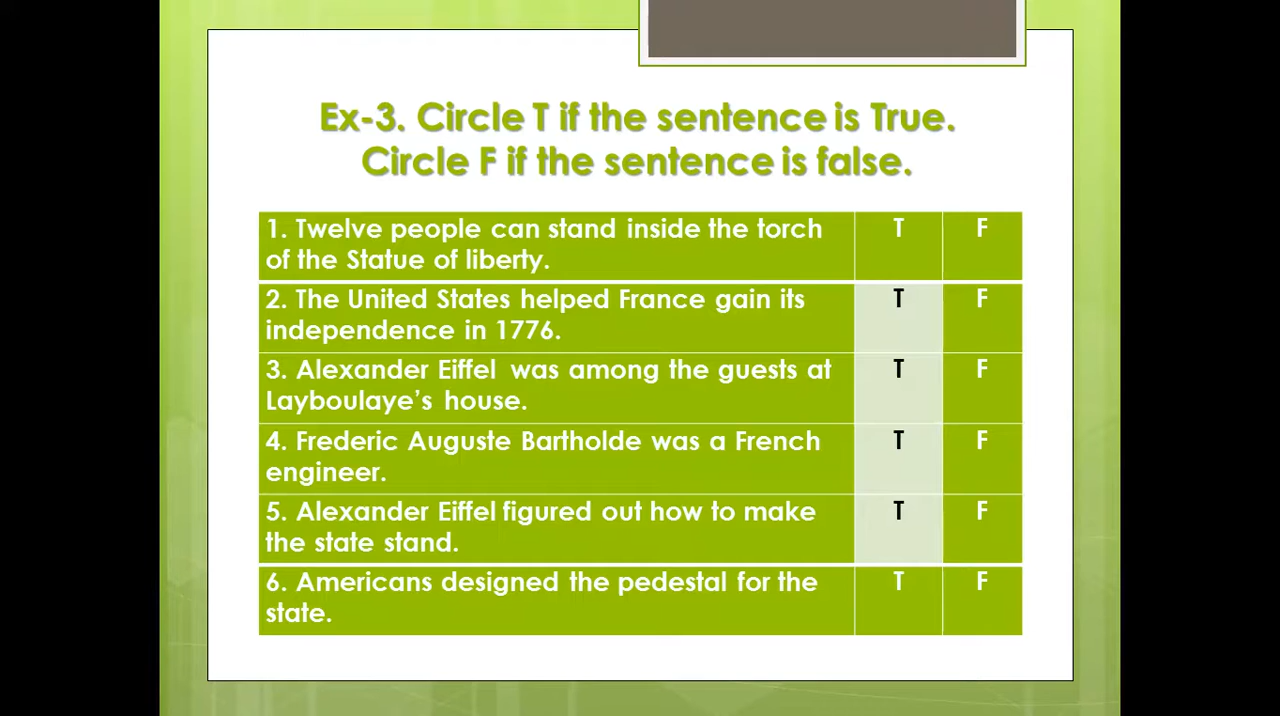 Ex-3. Circle T if the sentence is True.
Circle F if the sentence is false.
1. Twelve people can stand inside the torch T F
of the Statue of liberty.
2. The United States helped France gain its T F
independence in 1776.
3. Alexander Eiffel was among the guests at T F
Layboulaye's house.
4. Frederic Auguste Bartholde was a French T F
engineer.
5. Alexander Eiffel figured out how to make T F
the state stand.
6. Americans designed the pedestal for the T F
state.